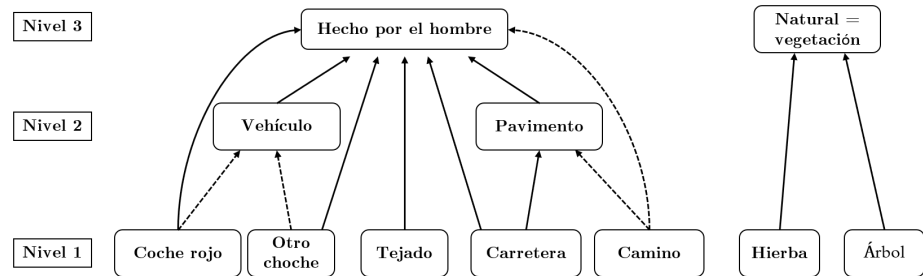 Nivel 3
Hecho por el hombre
Natural =
vegetación
Nivel 2
Vehículo
Pavimento
Nivel 1
Coche rojo
Otro
choche
Tejado
Carretera
Camino
Hierba
Árbol